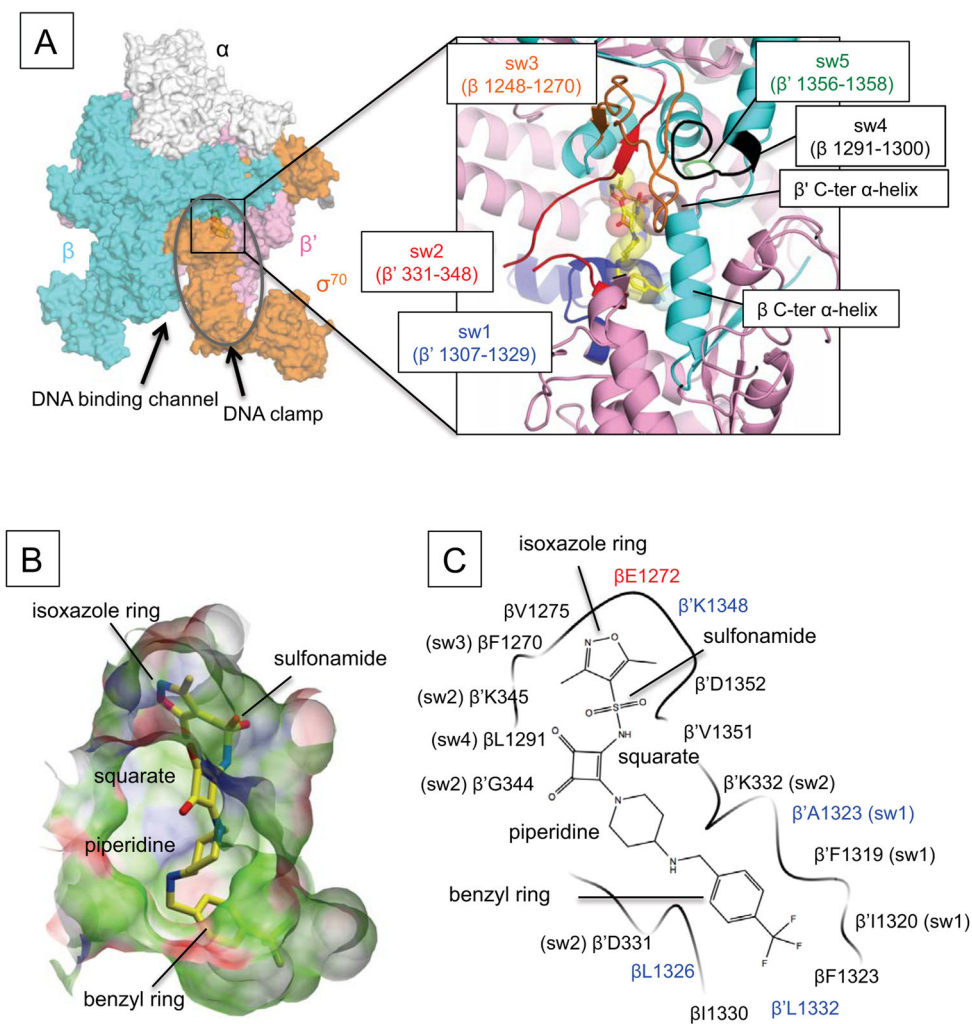 A
α
β
β'
σ70
DNA binding channel
DNA clamp
sw3
(β 1248-1270)
sw5
(β' 1356-1358)
sw4
(β 1291-1300)
β' C-ter α-helix
sw2
(β' 331-348)
β C-ter α-helix
sw1
(β' 1307-1329)
B
isoxazole ring
sulfonamide
squarate
piperidine
benzyl ring
C
isoxazole ring
βE1272
βV1275
β'K1348
(sw3) βF1270
sulfonamide
N
O
(sw2) β'K345
β'D1352
O
S
O
(sw4) βL1291
NH
β'V1351
O
squarate
(sw2) β'G344
O
β'K332 (sw2)
N
β'A1323 (sw1)
piperidine
β'F1319 (sw1)
N
H
benzyl ring
β'I1320 (sw1)
F
F
F
(sw2) β'D331
βL1326
βF1323
βI1330
β'L1332